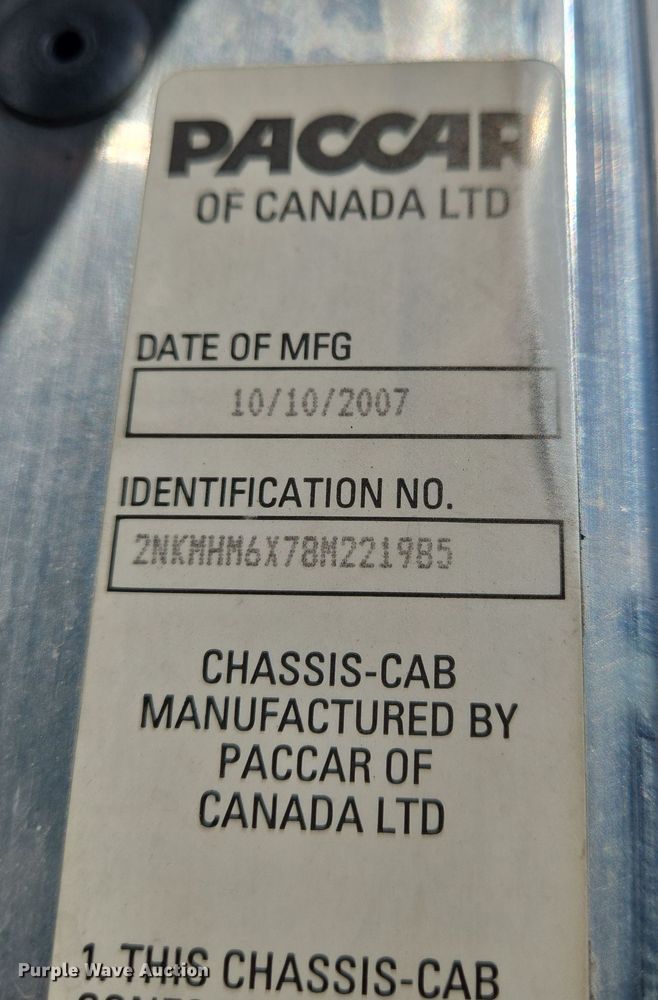 PACCAR
OF CANADA LTD
DATE OF MFG
10/10/2007
IDENTIFICATION NO.
2NKMHM6X78M221985
CHASSIS-CAB
MANUFACTURED BY
PACCAR OF
CANADA LTD
1. THIS CHASSIS-CAB
Purple Wave Auction